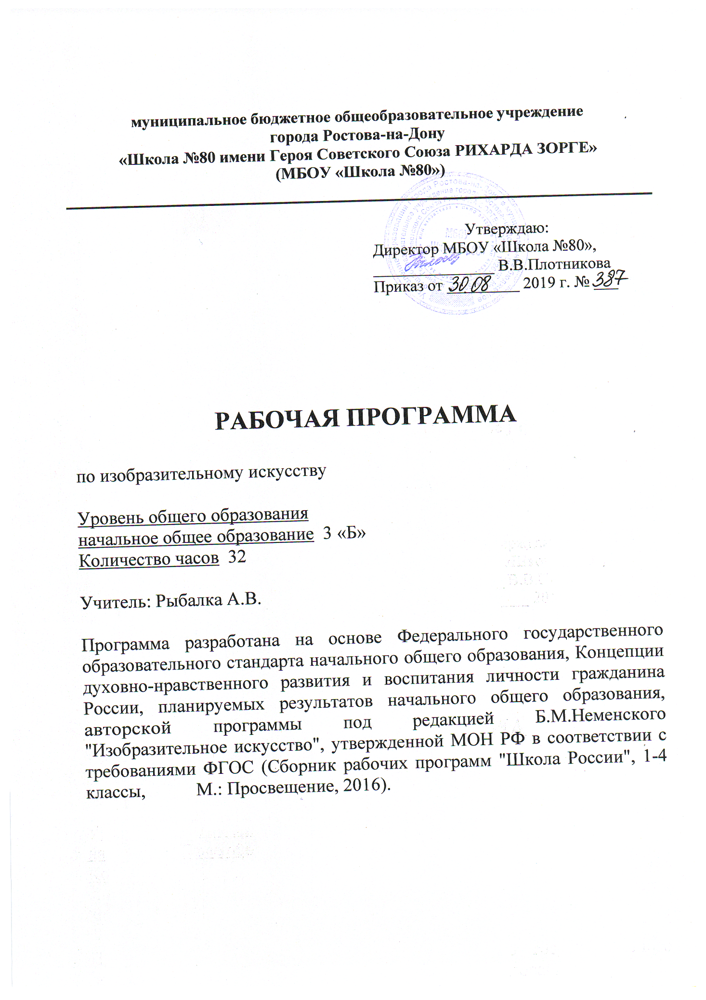 муниципальное бюджетное общеобразовательное учреждение
города Ростова-на-Дону
«Школа №80 имени Героя Советского Союза РИХАРДА ЗОРГЕ»
(МБОУ «Школа №80»)
Утверждаю:
Директор МБОУ «Школа №80»,
____________ В.В.Плотникова
Приказ от 30.08 2019 г. № 387
РАБОЧАЯ ПРОГРАММА
по изобразительному искусству
Уровень общего образования
начальное общее образование 3 «Б»
Количество часов 32
Учитель: Рыбалка А.В.
Программа разработана на основе Федерального государственного
образовательного стандарта начального общего образования, Концепции
духовно-нравственного развития и воспитания личности гражданина
России, планируемых результатов начального общего образования,
авторской программы под редакцией Б.М.Неменского
"Изобразительное искусство", утвержденной МОН РФ в соответствии с
требованиями ФГОС (Сборник рабочих программ "Школа России", 1-4
классы, М.: Просвещение, 2016).